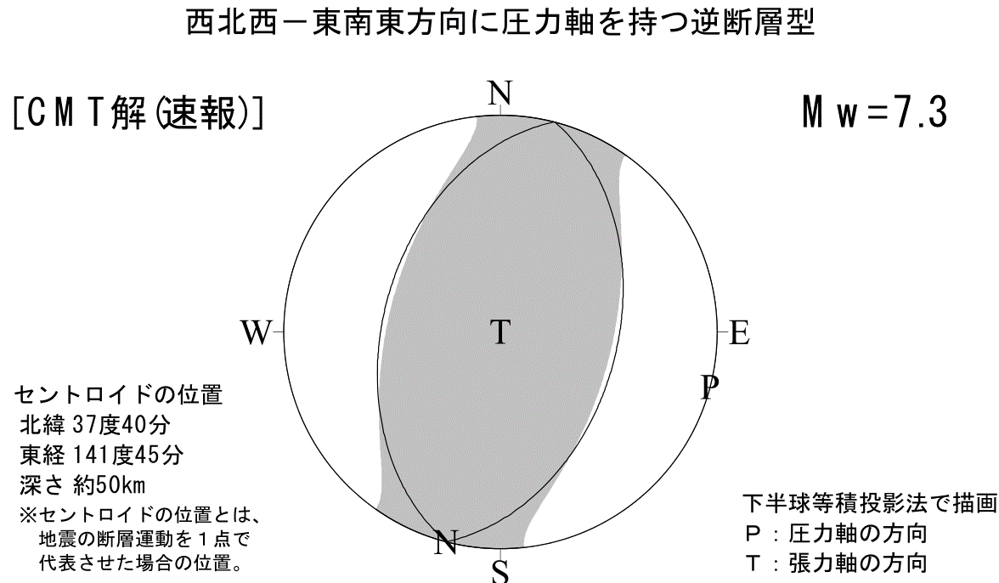 西北西－東南東方向に圧力軸を持つ逆断層型
[CMT解(速報)]
Mw=7.3
N
W
T
E
P
N
S
セントロイドの位置
北緯 37度40分
東経 141度45分
深さ 約50km
※セントロイドの位置とは、
地震の断層運動を１点で
代表させた場合の位置。
下半球等積投影法で描画
Ｐ：圧力軸の方向
Ｔ：張力軸の方向